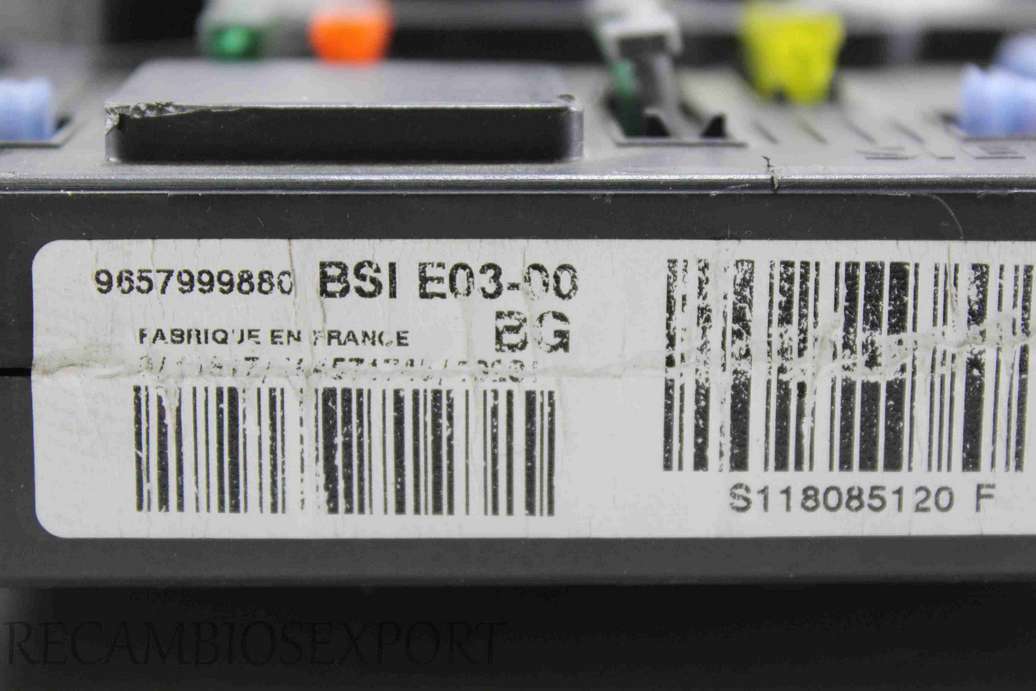 9657999880 BSI E03-00
FABRIQUE EN FRANCE BG
S118085120 F
RECAMBIOSEXPORT